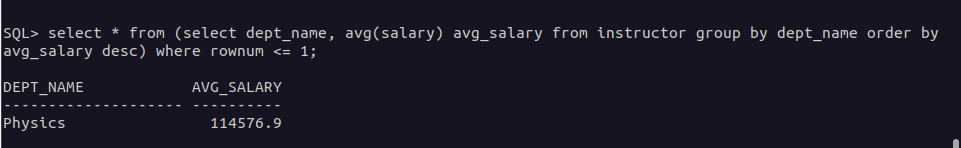 SQL> select * from (select dept_name, avg(salary) avg_salary from instructor group by dept_name order by
avg_salary desc) where rownum <= 1;
DEPT_NAME            AVG_SALARY
-------------------- ----------
Physics                114576.9